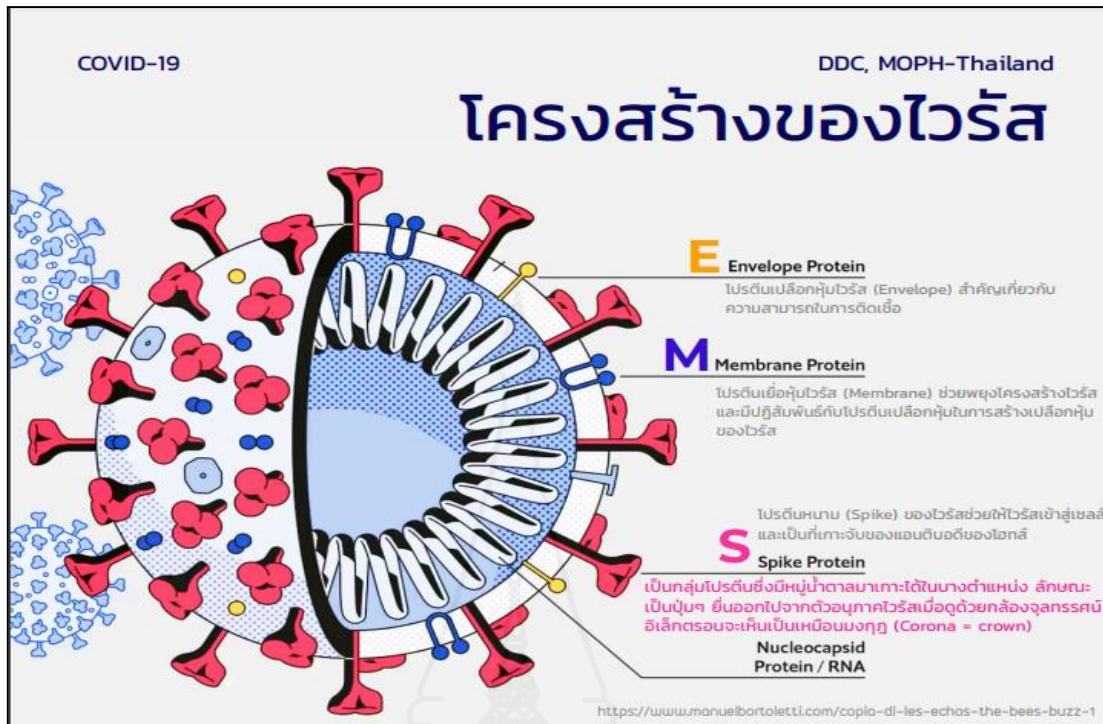 COVID-19
DDC, MOPH-Thailand
โครงสร้างของไวรัส
E Envelope Protein
โปรตีนเปลือกหุ้มไวรัส (Envelope) สำคัญเกี่ยวกับ
ความสามารถในการติดเชื้อ
M Membrane Protein
โปรตีนเยื่อหุ้มไวรัส (Membrane) ช่วยพยุงโครงสร้างไวรัส
และมีปฏิสัมพันธ์กับโปรตีนเปลือกหุ้มในการสร้างเปลือกหุ้ม
ของไวรัส
โปรตีนหนาม (Spike) ของไวรัสช่วยให้ไวรัสเข้าสู่เซลล์
และเป็นที่เกาะจับของแอนติบอดีของโฮทส์
S Spike Protein
เป็นกลุ่มโปรตีนซึ่งมีหมู่น้ำตาลมาเกาะได้ในบางตำแหน่ง ลักษณะ
เป็นปุ่มๆ ยื่นออกไปจากตัวอนุภาคไวรัสเมื่อดูด้วยกล้องจุลทรรศน์
อิเล็กตรอนจะเห็นเป็นเหมือนมงกุฎ (Corona = crown)
Nucleocapsid
Protein / RNA
https://www.manuelbortoletti.com/copia-di-les-echos-the-bees-buzz-1